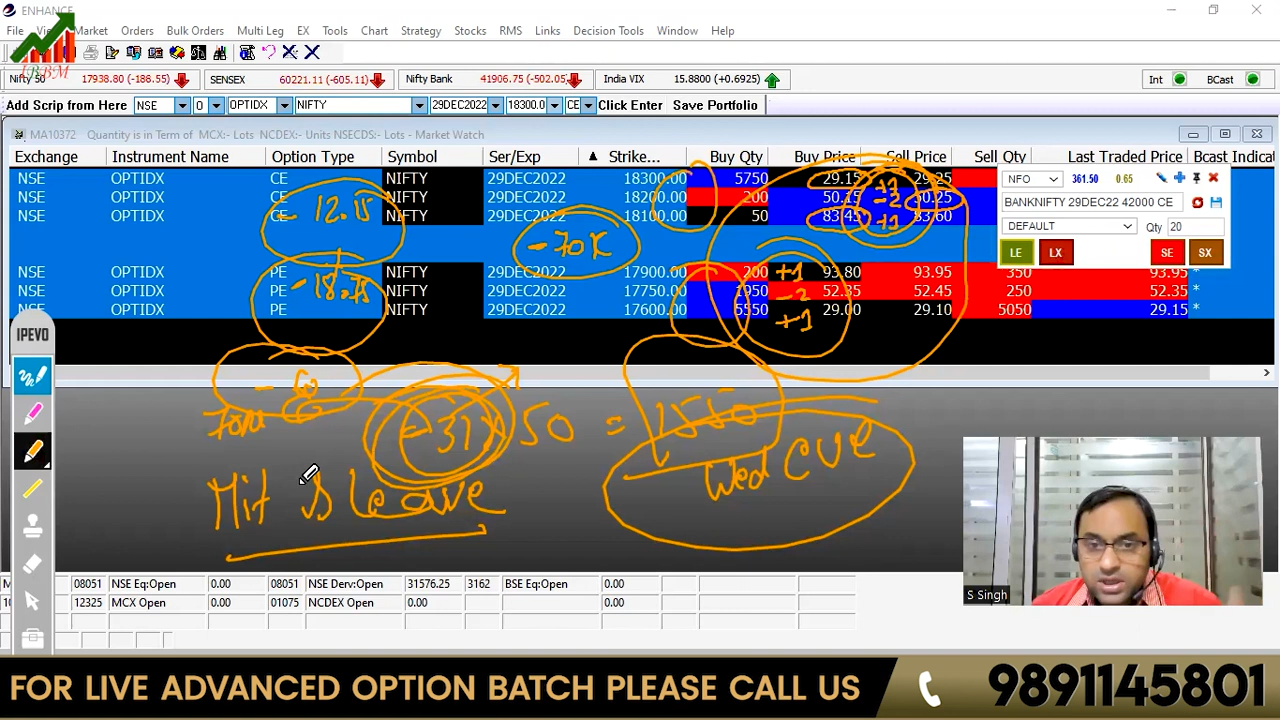 ENHANCE
File View Market Orders Bulk Orders Multi Leg EX Tools Chart Strategy Stocks RMS Links Decision Tools Window Help
IBBM
Nifty 50 17938.80 (-186.55) SENSEX 60221.11 (-605.11) Nifty Bank 41906.75 (-502.05) India VIX 15.8800 (+0.6925) Int BCast
Add Scrip from Here NSE 0 OPTIDX NIFTY 29DEC2022 18300.0 CE Click Enter Save Portfolio
MA10372 Quantity is in Term of MCX:- Lots NCDEX:- Units NSECDS:- Lots - Market Watch
Exchange Instrument Name Option Type Symbol Ser/Exp Strike... Buy Qty Buy Price Sell Price Sell Qty Last Traded Price Bcast Indicat
NSE OPTIDX CE NIFTY 29DEC2022 18300.00 5750 29.15 29.25
NSE OPTIDX CE NIFTY 29DEC2022 18200.00 200 50.15 50.25
NSE OPTIDX CE NIFTY 29DEC2022 18100.00 50 83.45 83.60
NSE OPTIDX PE NIFTY 29DEC2022 17900.00 200 93.80 93.95 350 93.95 *
NSE OPTIDX PE NIFTY 29DEC2022 17750.00 1950 52.35 52.45 250 52.35 *
NSE OPTIDX PE NIFTY 29DEC2022 17600.00 5550 29.00 29.10 5050 29.15 *
NFO 361.50 0.65
BANKNIFTY 29DEC22 42000 CE
DEFAULT Qty 20
LE LX SE SX
- 12.15
- 18.75
- 70K
+1
-2
+1
+1
-2
+1
IPEVO
- 31 x 50 = 1550
Hit & leave
Wed CVE
08051 NSE Eq:Open 0.00 08051 NSE Derv:Open 31576.25 3162 BSE Eq:Open 0.00
12325 MCX Open 0.00 01075 NCDEX Open 0.00 0.00
S Singh
FOR LIVE ADVANCED OPTION BATCH PLEASE CALL US 9891145801